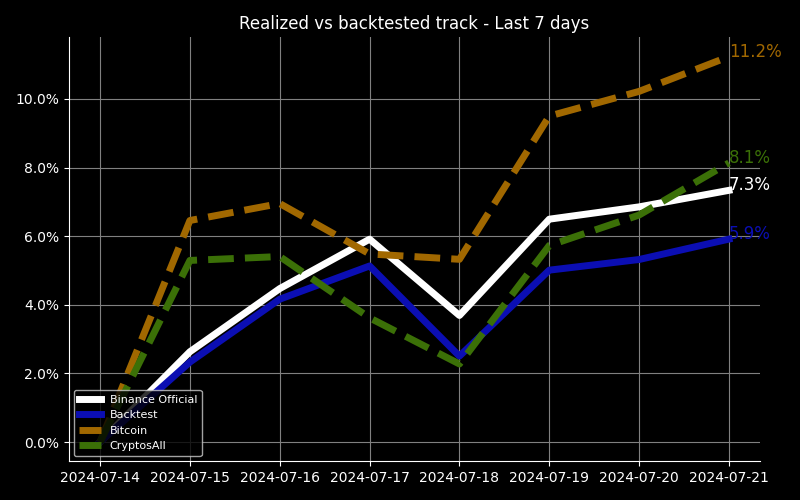 Realized vs backtested track - Last 7 days
11.2%
10.0%
8.1%
8.0%
7.3%
6.0%
5.9%
4.0%
2.0%
0.0%
Binance Official
Backtest
Bitcoin
CryptosAll
2024-07-14 2024-07-15 2024-07-16 2024-07-17 2024-07-18 2024-07-19 2024-07-20 2024-07-21